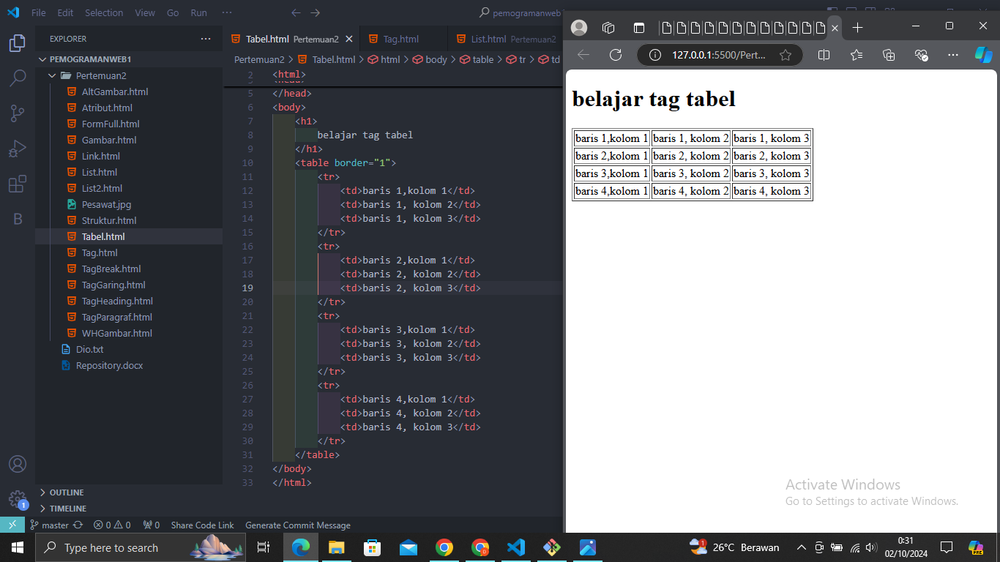 File Edit Selection View Go Run ···
pemogramanweb
EXPLORER ···
PEMOGRAMANWEB1
Pertemuan2
AltGambar.html
Atribut.html
FormFull.html
Gambar.html
Link.html
List.html
List2.html
Pesawat.jpg
Struktur.html
Tabel.html
Tag.html
TagBreak.html
TagGaring.html
TagHeading.html
TagParagraf.html
WHGambar.html
Dio.txt
Repository.docx
OUTLINE
TIMELINE
Tabel.html Pertemuan2 Tag.html List.html Pertemuan2
Pertemuan2 > Tabel.html > html > body > table > tr > td
2 <html>
5 </head>
6 <body>
7 <h1>
8 belajar tag tabel
9 </h1>
10 <table border="1">
11 <tr>
12 <td>baris 1,kolom 1</td>
13 <td>baris 1, kolom 2</td>
14 <td>baris 1, kolom 3</td>
15 </tr>
16 <tr>
17 <td>baris 2,kolom 1</td>
18 <td>baris 2, kolom 2</td>
19 <td>baris 2, kolom 3</td>
20 </tr>
21 <tr>
22 <td>baris 3,kolom 1</td>
23 <td>baris 3, kolom 2</td>
24 <td>baris 3, kolom 3</td>
25 </tr>
26 <tr>
27 <td>baris 4,kolom 1</td>
28 <td>baris 4, kolom 2</td>
29 <td>baris 4, kolom 3</td>
30 </tr>
31 </table>
32 </body>
33 </html>
1
master 0 0 0 Share Code Link Generate Commit Message
127.0.0.1:5500/Pert...
belajar tag tabel
baris 1,kolom 1 baris 1, kolom 2 baris 1, kolom 3
baris 2,kolom 1 baris 2, kolom 2 baris 2, kolom 3
baris 3,kolom 1 baris 3, kolom 2 baris 3, kolom 3
baris 4,kolom 1 baris 4, kolom 2 baris 4, kolom 3
Activate Windows
Go to Settings to activate Windows.
Type here to search
1
26°C Berawan
0:31
02/10/2024
PRE